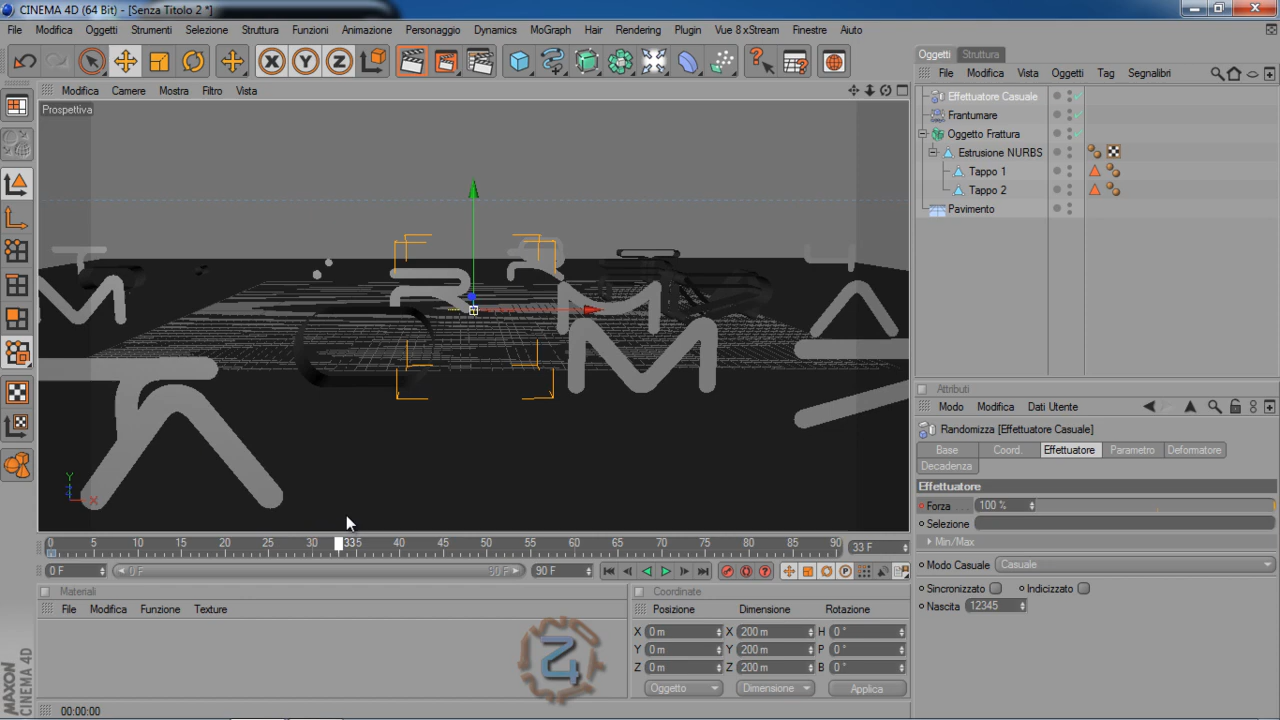 CINEMA 4D (64 Bit) - [Senza Titolo 2 *]
File Modifica Oggetti Strumenti Selezione Struttura Funzioni Animazione Personaggio Dynamics MoGraph Hair Rendering Plugin Vue 8 xStream Finestre Aiuto
X Y Z
Oggetti Struttura
File Modifica Vista Oggetti Tag Segnalibri
Modifica Camere Mostra Filtro Vista
Prospettiva
Effettuatore Casuale
Frantumare
Oggetto Frattura
Estrusione NURBS
Tappo 1
Tappo 2
Pavimento
Y
X
Attributi
Modo Modifica Dati Utente
Randomizza [Effettuatore Casuale]
Base Coord. Effettuatore Parametro Deformatore
Decadenza
Effettuatore
Forza 100 %
Selezione
Min/Max
Modo Casuale Casuale
Sincronizzato Indicizzato
Nascita 12345
0 5 10 15 20 25 30 335 40 45 50 55 60 65 70 75 80 85 90 33 F
0 F 0 F 90 F 90 F
Materiali
File Modifica Funzione Texture
Coordinate
Posizione Dimensione Rotazione
X 0 m X 200 m H 0 °
Y 0 m Y 200 m P 0 °
Z 0 m Z 200 m B 0 °
Oggetto Dimensione Applica
MAXON
CINEMA 4D
00:00:00